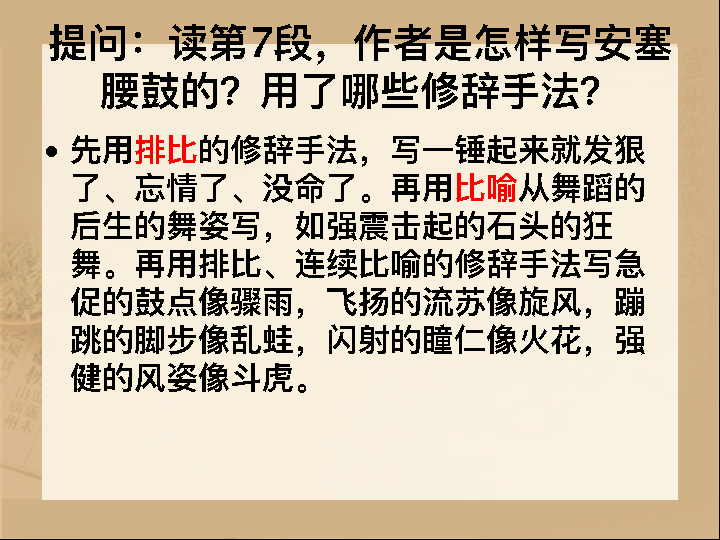 提问：读第7段，作者是怎样写安塞
腰鼓的？用了哪些修辞手法？
• 先用排比的修辞手法，写一锤起来就发狠
了、忘情了、没命了。再用比喻从舞蹈的
后生的舞姿写，如强震击起的石头的狂
舞。再用排比、连续比喻的修辞手法写急
促的鼓点像骤雨，飞扬的流苏像旋风，蹦
跳的脚步像乱蛙，闪射的瞳仁像火花，强
健的风姿像斗虎。